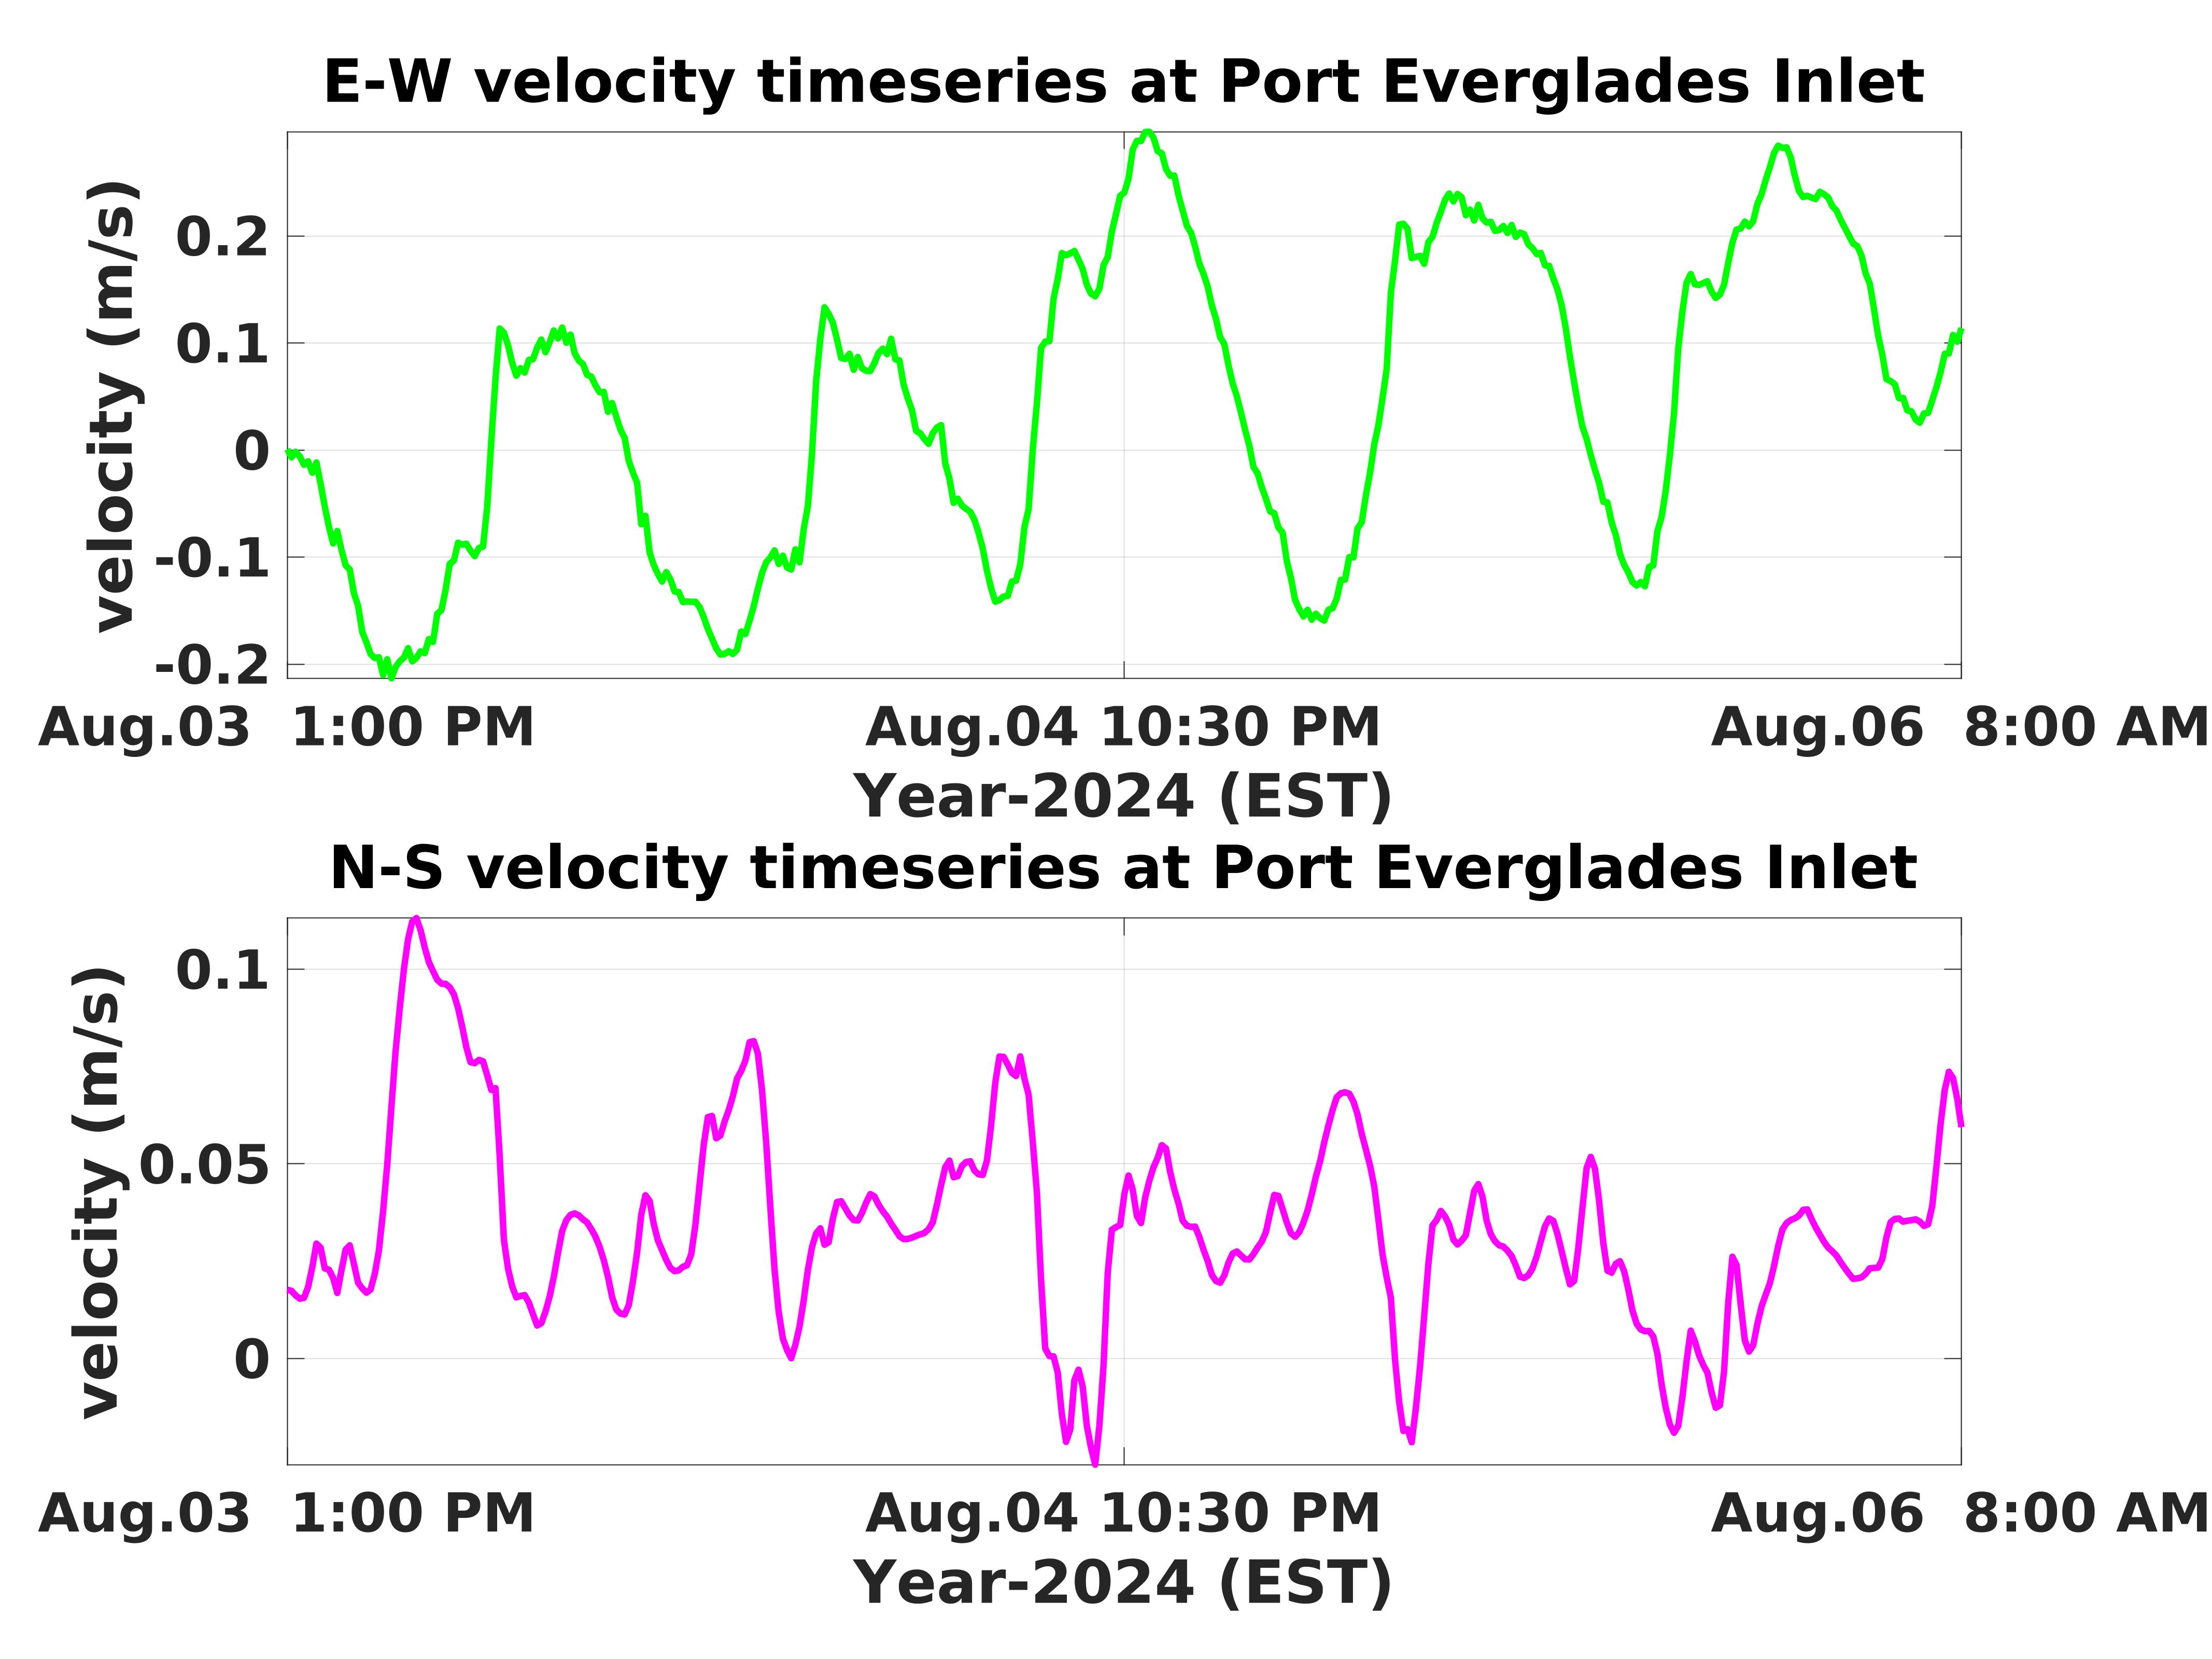 E-W velocity timeseries at Port Everglades Inlet
velocity (m/s)
0.2
0.1
0
-0.1
-0.2
Aug.03 1:00 PM Aug.04 10:30 PM Aug.06 8:00 AM
Year-2024 (EST)
N-S velocity timeseries at Port Everglades Inlet
velocity (m/s)
0.1
0.05
0
Aug.03 1:00 PM Aug.04 10:30 PM Aug.06 8:00 AM
Year-2024 (EST)